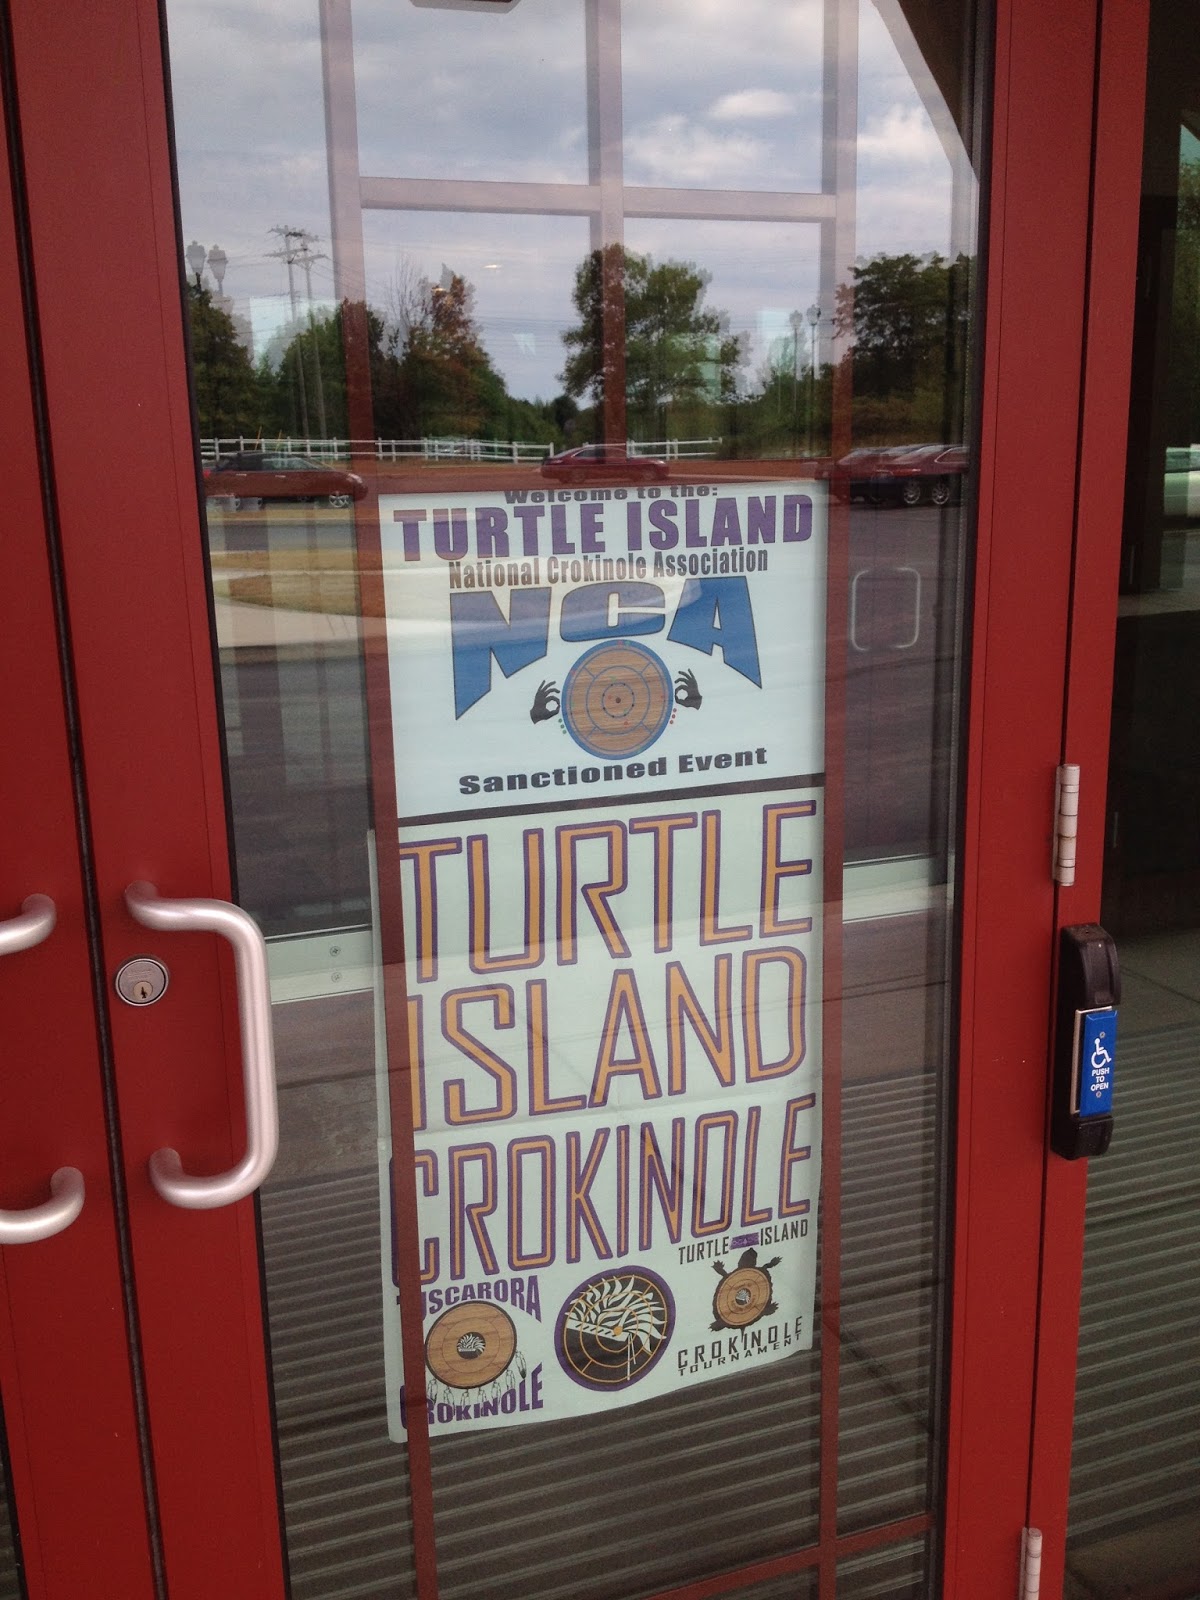 Welcome to the:
TURTLE ISLAND
National Crokinole Association
NCA
Sanctioned Event
TURTLE
ISLAND
CROKINOLE
TUSCARORA
CROKINOLE
TURTLE ISLAND
CROKINOLE
TOURNAMENT
PUSH
TO
OPEN